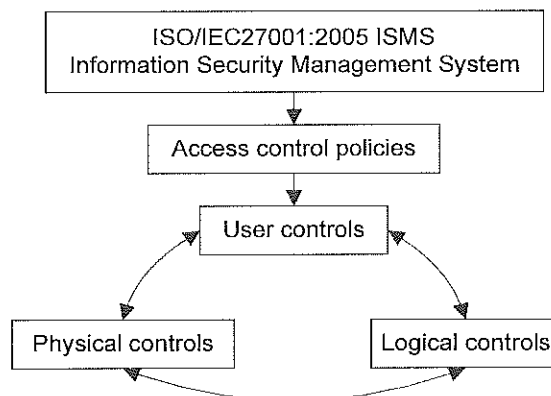 ISO/IEC27001:2005 ISMS
Information Security Management System
Access control policies
User controls
Physical controls
Logical controls